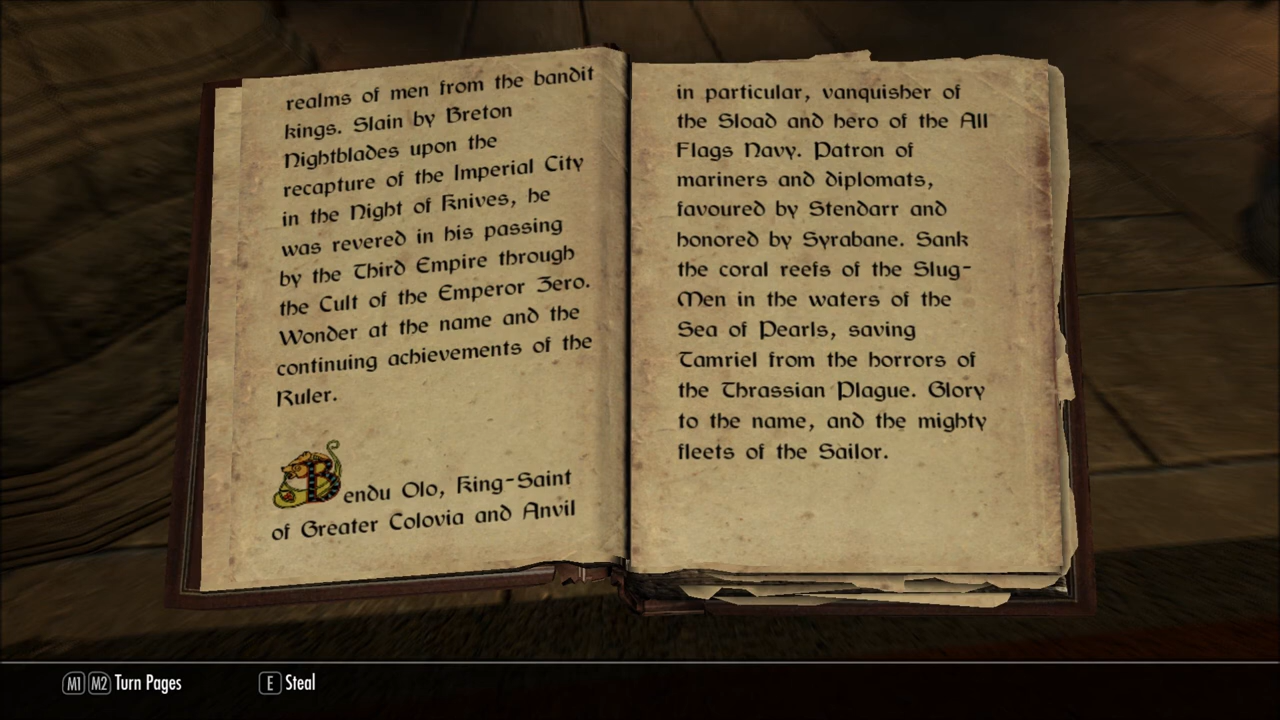 realms of men from the bandit
kings. Slain by Breton
Nightblades upon the
recapture of the Imperial City
in the Night of Knives, he
was revered in his passing
by the Third Empire through
the Cult of the Emperor Zero.
Wonder at the name and the
continuing achievements of the
Ruler.
Bendu Olo, King-Saint
of Greater Colovia and Anvil
in particular, vanquisher of
the Sload and hero of the All
Flags Navy. Patron of
mariners and diplomats,
favoured by Stendarr and
honored by Syrabane. Sank
the coral reefs of the Slug-
Men in the waters of the
Sea of Pearls, saving
Tamriel from the horrors of
the Thrassian Plague. Glory
to the name, and the mighty
fleets of the Sailor.
M1 M2 Turn Pages
E Steal